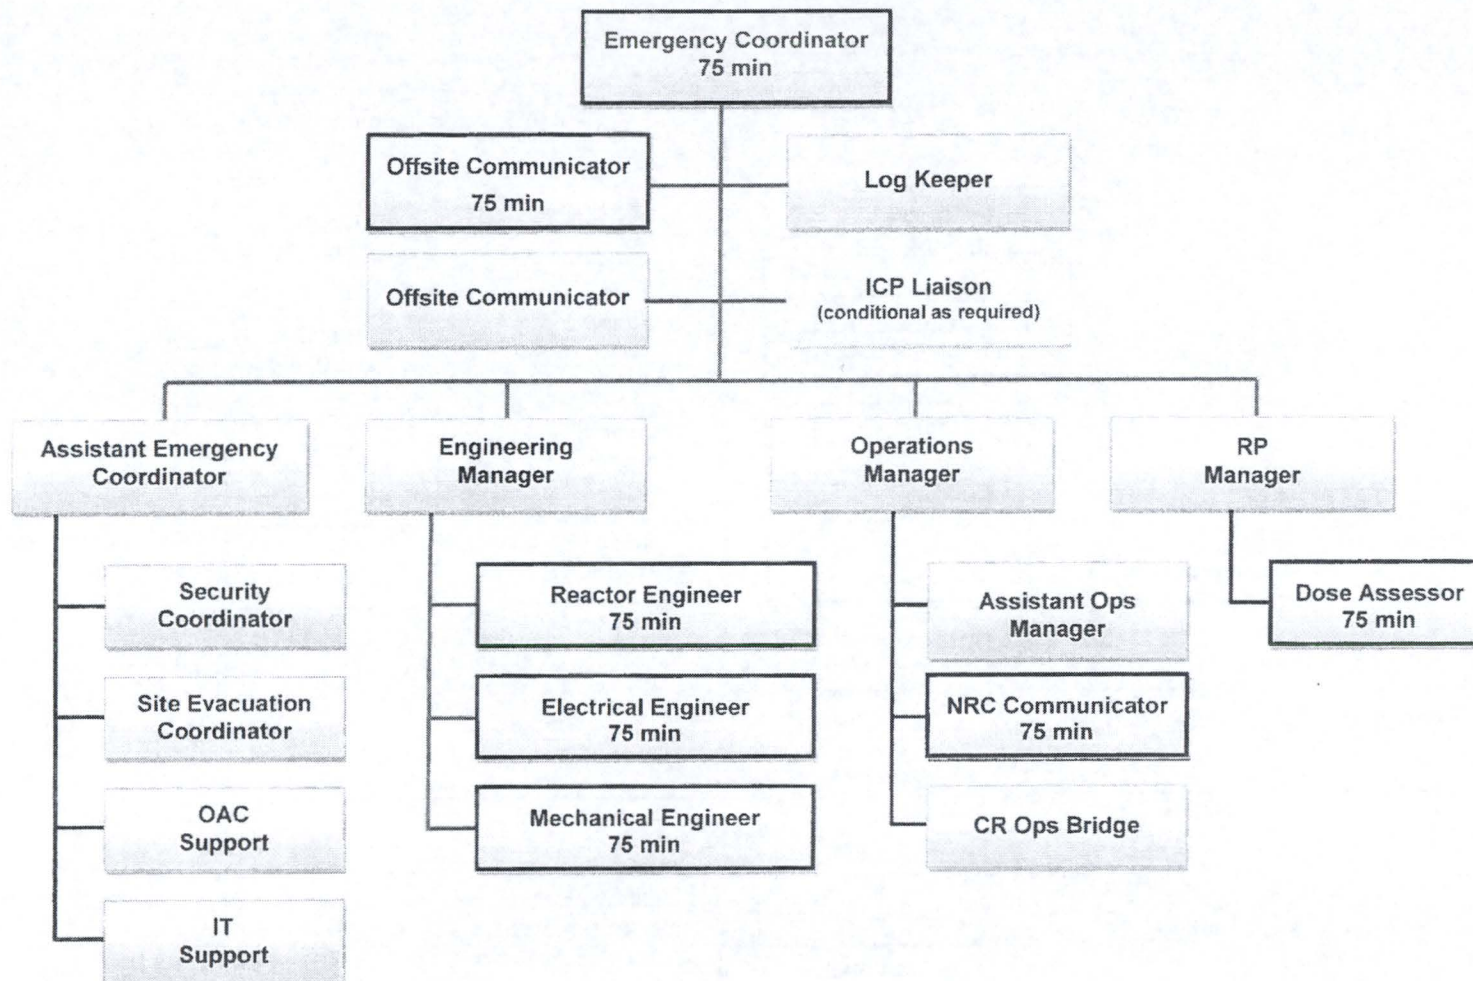 Emergency Coordinator
75 min
Offsite Communicator
75 min
Log Keeper
Offsite Communicator
ICP Liaison
(conditional as required)
Assistant Emergency
Coordinator
Engineering
Manager
Operations
Manager
RP
Manager
Security
Coordinator
Site Evacuation
Coordinator
OAC
Support
IT
Support
Reactor Engineer
75 min
Electrical Engineer
75 min
Mechanical Engineer
75 min
Assistant Ops
Manager
NRC Communicator
75 min
CR Ops Bridge
Dose Assessor
75 min